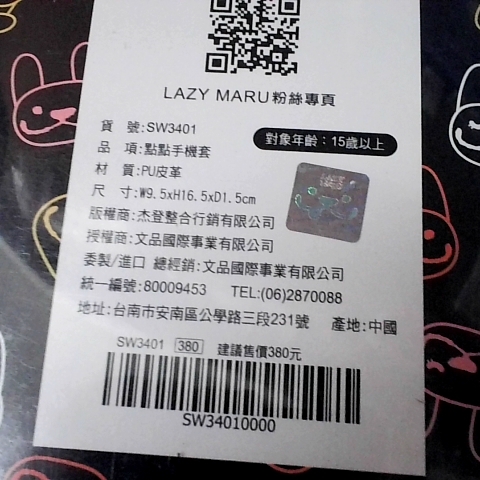 LAZY MARU粉絲專頁
貨 號:SW3401
對象年齡：15歲以上
品 項:點點手機套
材 質:PU皮革
尺 寸:W9.5xH16.5xD1.5cm
版權商:杰登整合行銷有限公司
授權商:文品國際事業有限公司
委製/進口 總經銷:文品國際事業有限公司
統一編號:80009453 TEL:(06)2870088
地址:台南市安南區公學路三段231號 產地:中國
SW3401 380 建議售價380元
SW34010000